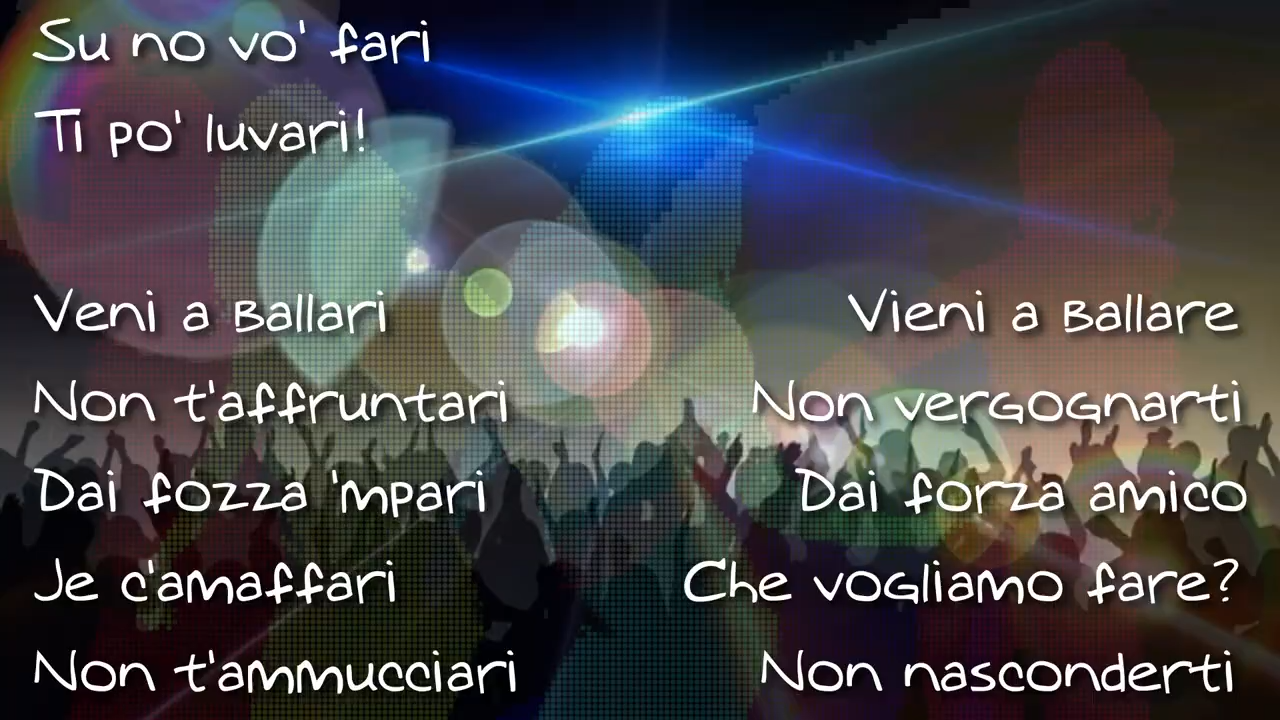 Su no vo' fari
Ti po' luvari!
Veni a Ballari
Vieni a Ballare
Non t'affruntari
Non vergognarti
Dai fozza 'mpari
Dai forza amico
Je c'amaffari
Che vogliamo fare?
Non t'ammucciari
Non nasconderti